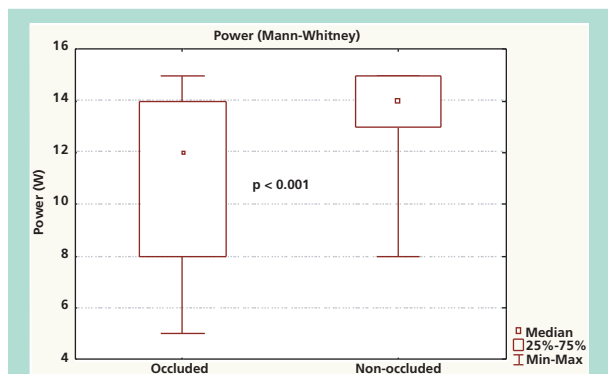 Power (Mann-Whitney)
16
14
12
10
8
6
4
Power (W)
p < 0.001
Occluded
Non-occluded
Median
25%-75%
Min-Max